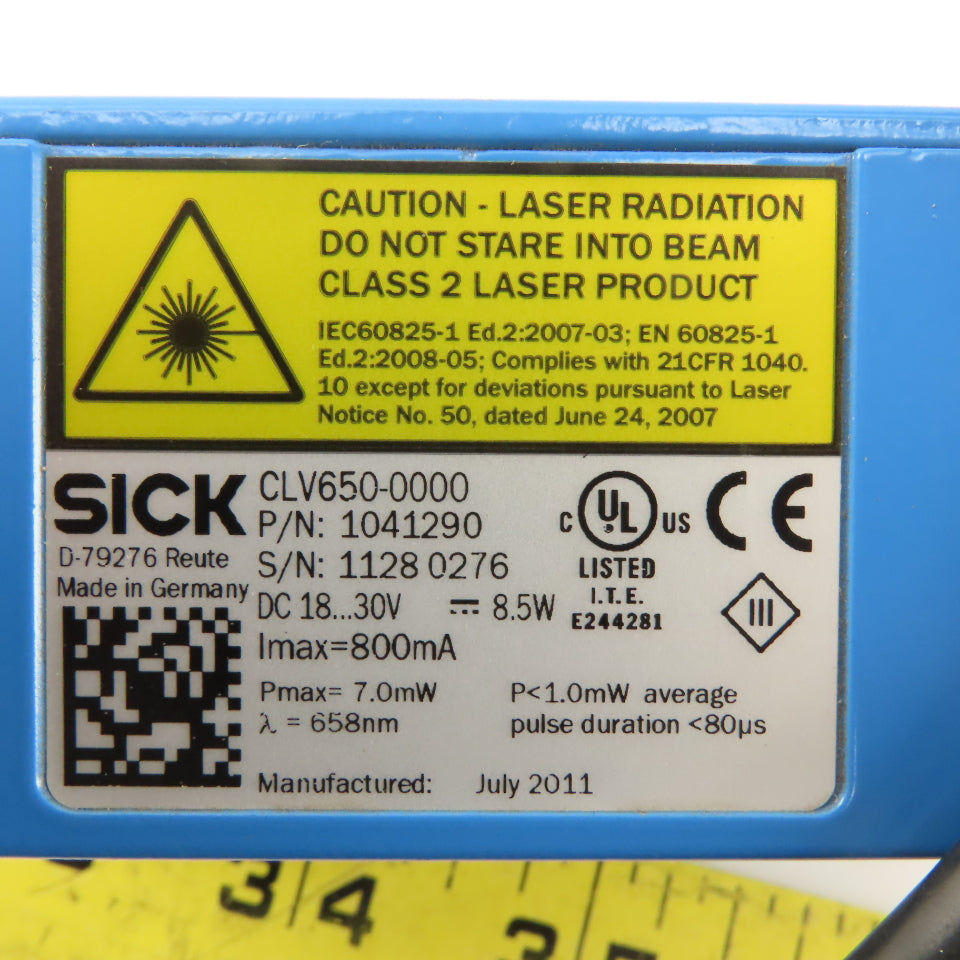 CAUTION - LASER RADIATION
DO NOT STARE INTO BEAM
CLASS 2 LASER PRODUCT
IEC60825-1 Ed.2:2007-03; EN 60825-1
Ed.2:2008-05; Complies with 21CFR 1040.
10 except for deviations pursuant to Laser
Notice No. 50, dated June 24, 2007
SICK
D-79276 Reute
Made in Germany
CLV650-0000
P/N: 1041290
S/N: 1128 0276
DC 18...30V ⎓ 8.5W
Imax=800mA
C UL US
LISTED
I.T.E.
E244281
CE
III
Pmax= 7.0mW
λ = 658nm
P<1.0mW average
pulse duration <80µs
Manufactured: July 2011
3 4
3